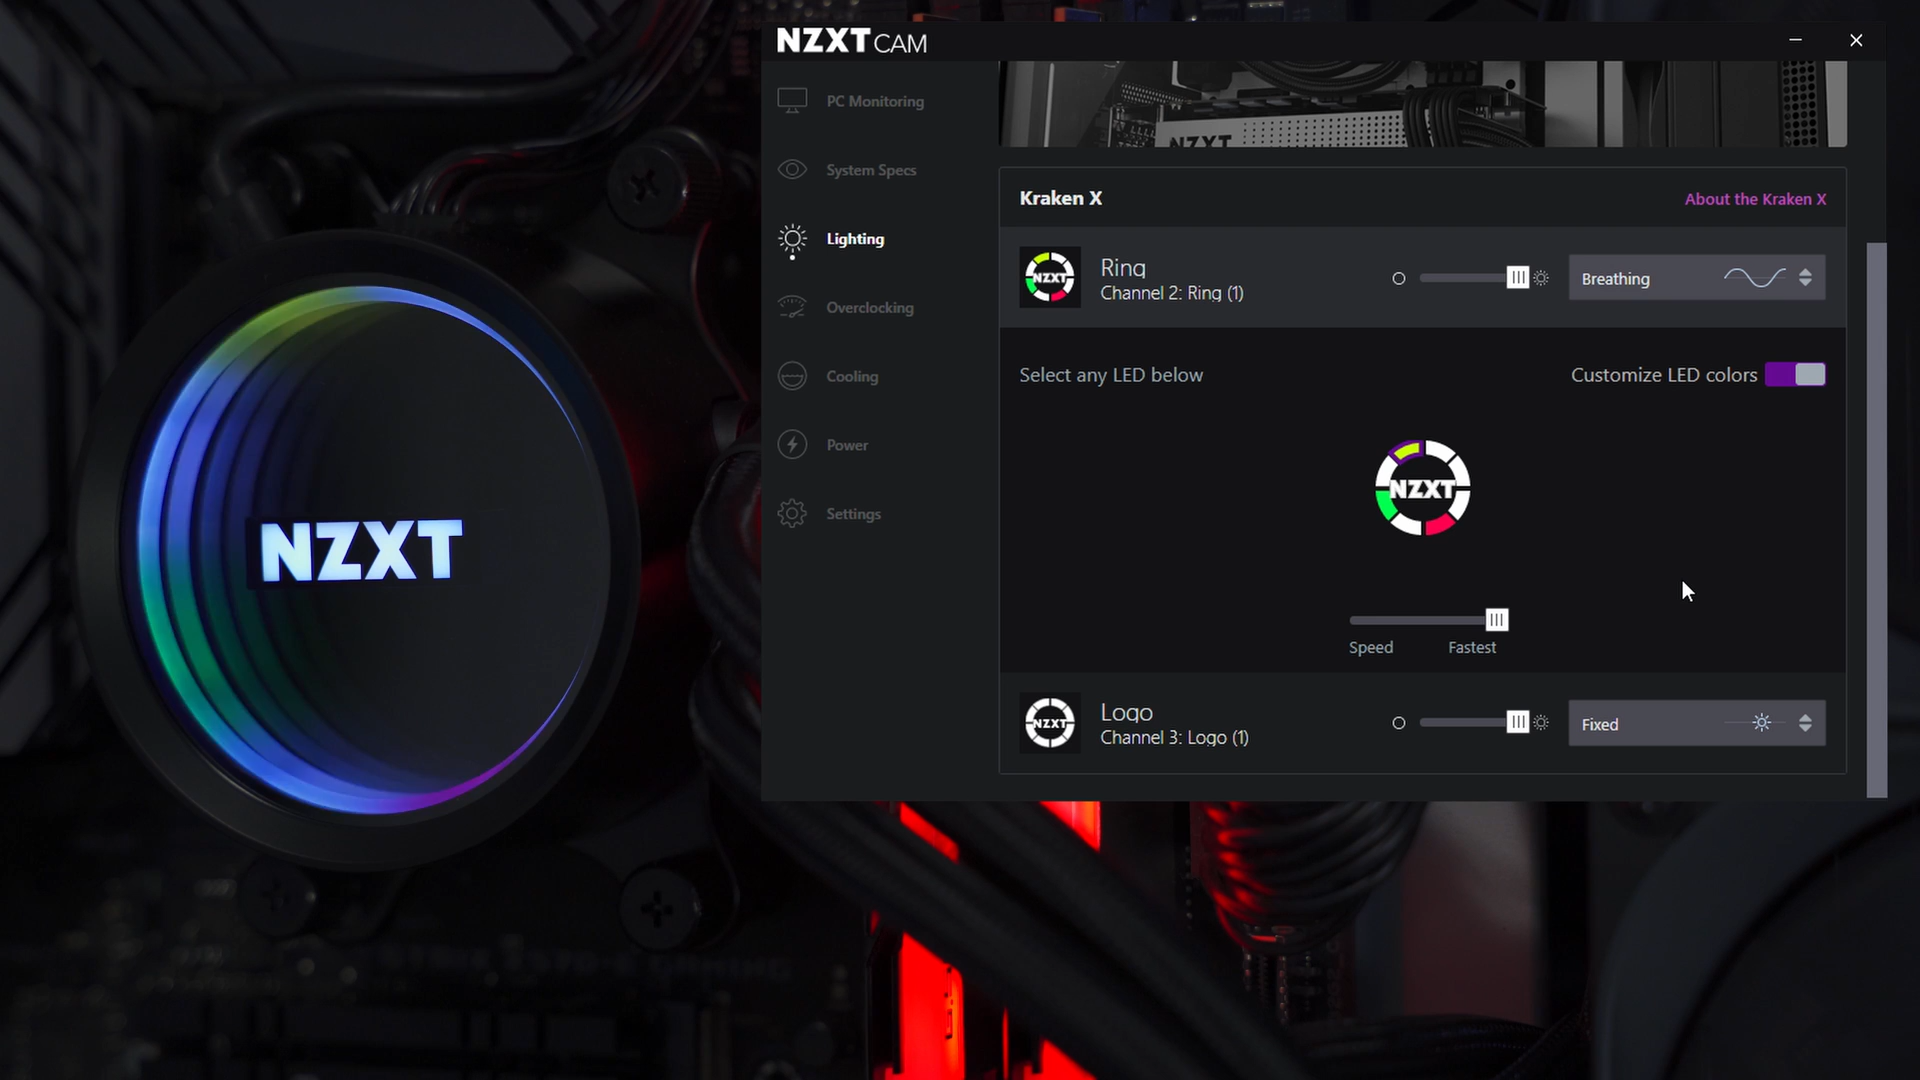 NZXT CAM
PC Monitoring
System Specs
Lighting
Overclocking
Cooling
Power
Settings
NZXT
Kraken X
About the Kraken X
NZXT
Ring
Channel 2: Ring (1)
Breathing
Select any LED below
Customize LED colors
NZXT
Speed
Fastest
NZXT
Logo
Channel 3: Logo (1)
Fixed
NZXT